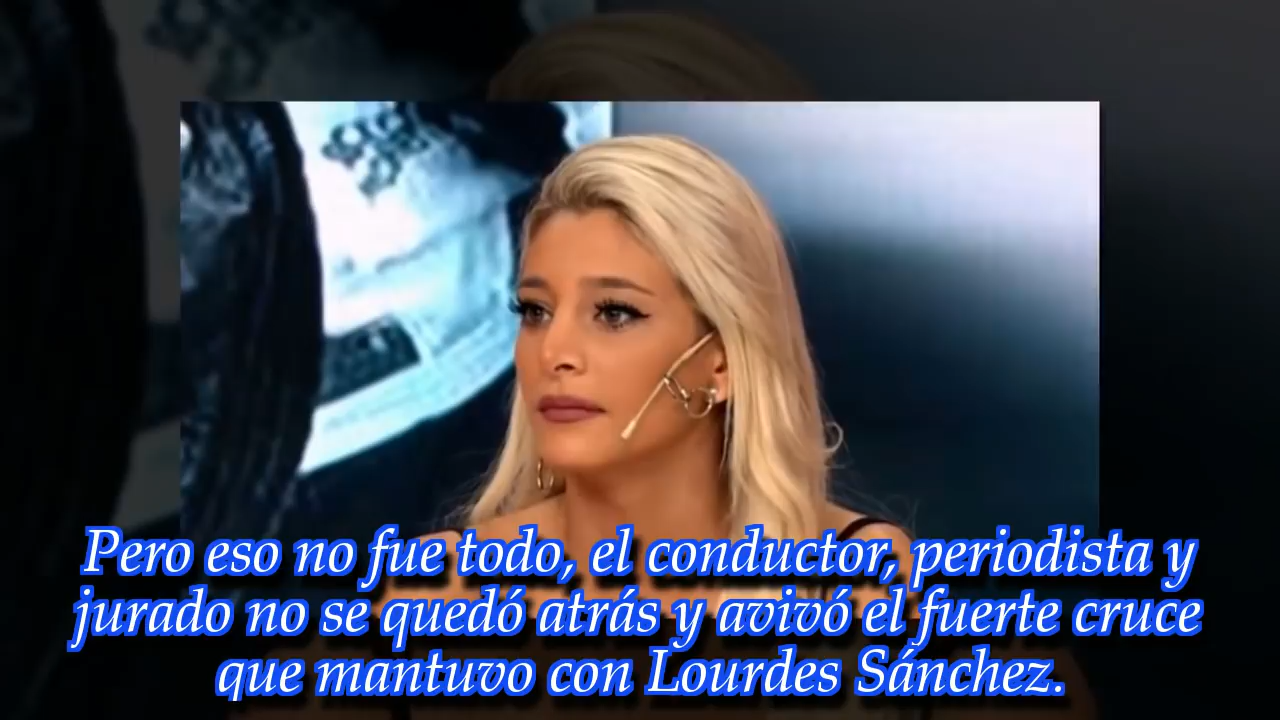 Pero eso no fue todo, el conductor, periodista y
jurado no se quedó atrás y avivó el fuerte cruce
que mantuvo con Lourdes Sánchez.